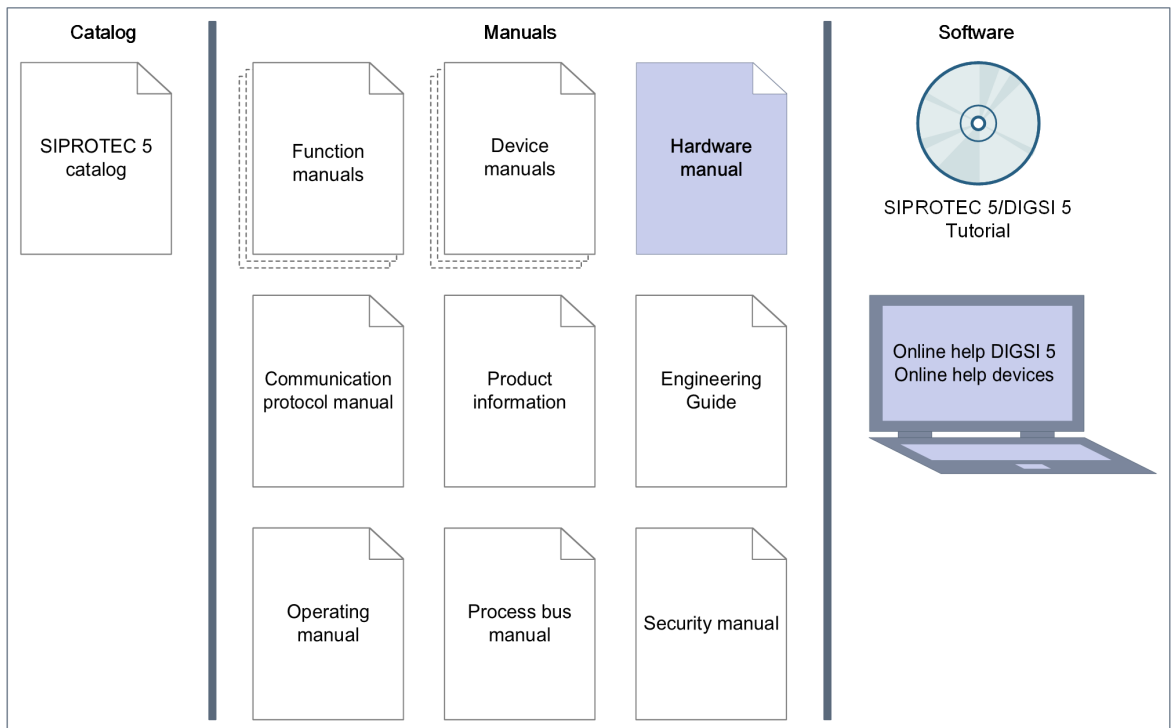 Catalog
Manuals
Software
SIPROTEC 5
catalog
Function
manuals
Device
manuals
Hardware
manual
SIPROTEC 5/DIGSI 5
Tutorial
Communication
protocol manual
Product
information
Engineering
Guide
Online help DIGSI 5
Online help devices
Operating
manual
Process bus
manual
Security manual